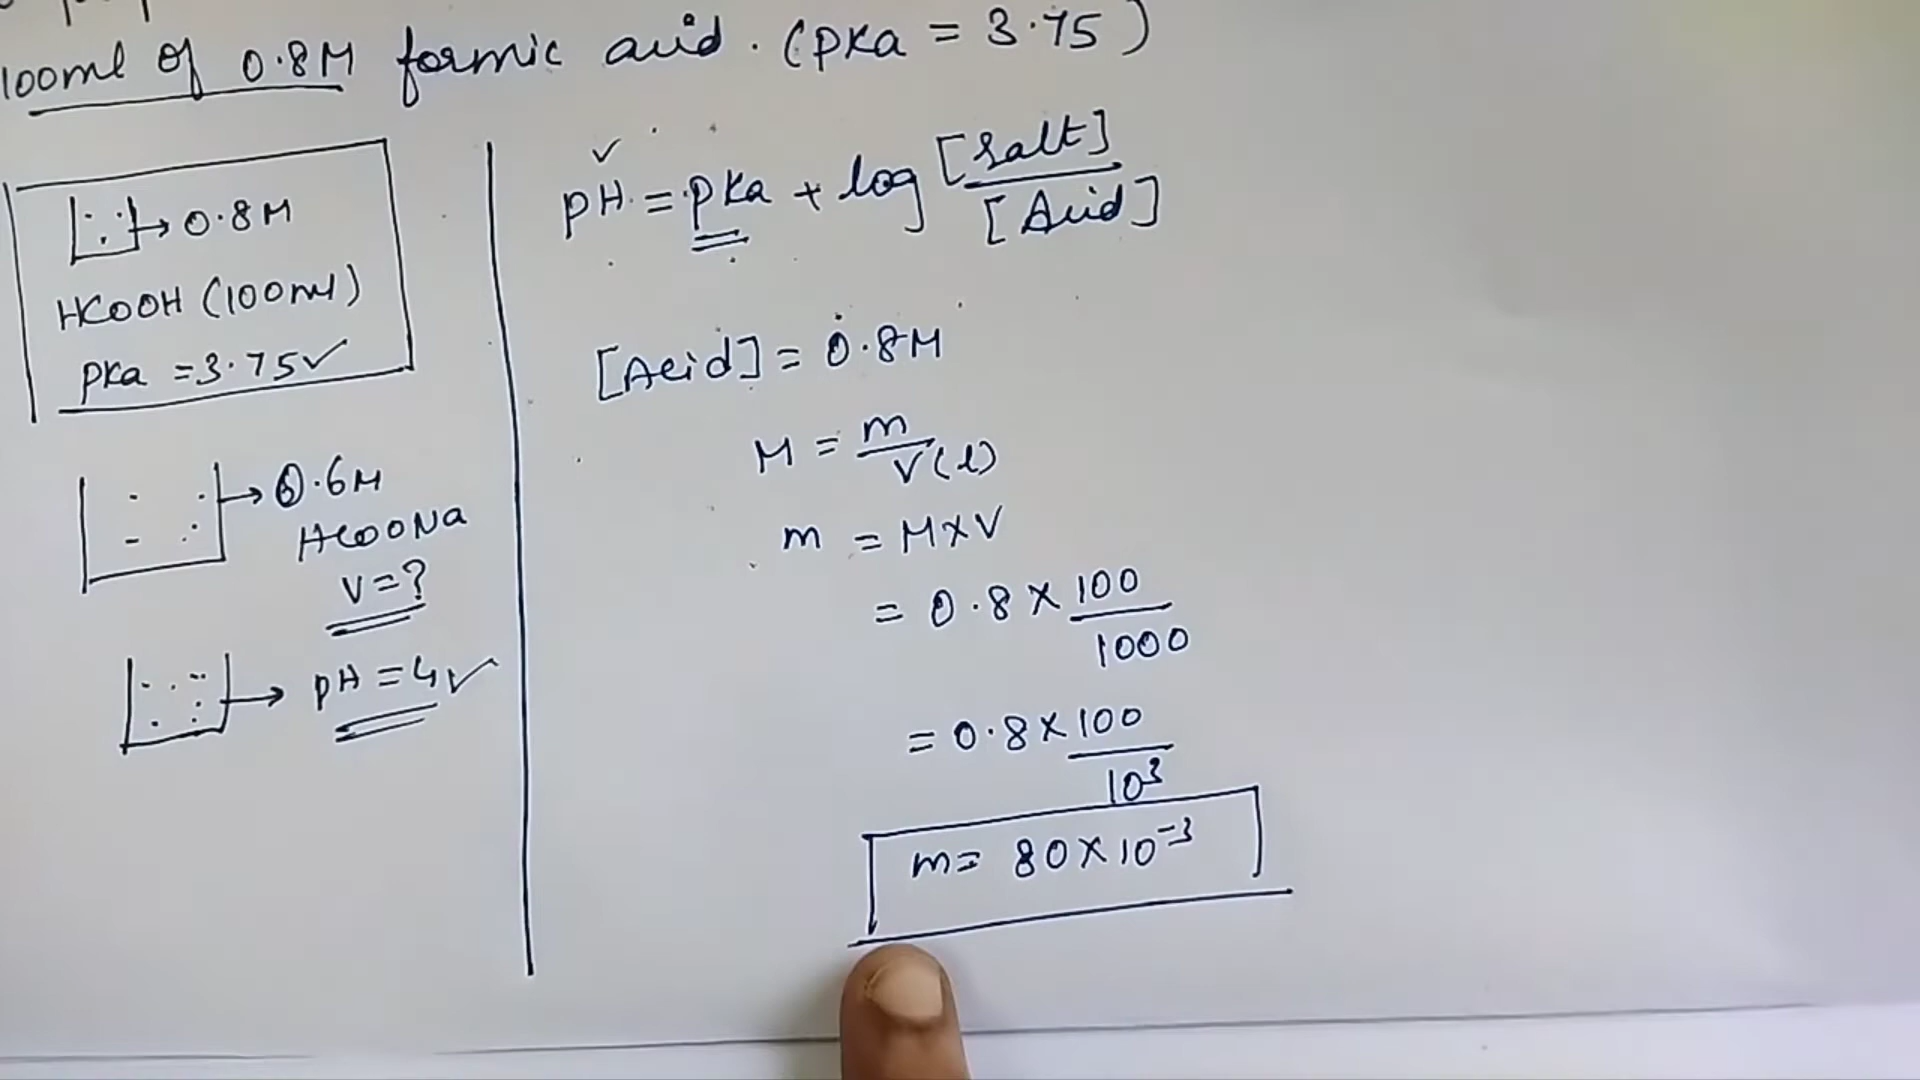 100ml of 0.8M formic acid. (pKa = 3.75)
0.8M
HCOOH (100ml)
pKa = 3.75✓
0.6M
HCOONa
V=?
pH = 4✓
✓
pH = pKa + log [Salt]
[Acid]
[Acid] = 0.8M
M = m
V(l)
m = M×V
= 0.8 × 100
1000
= 0.8 × 100
10³
m = 80×10⁻³